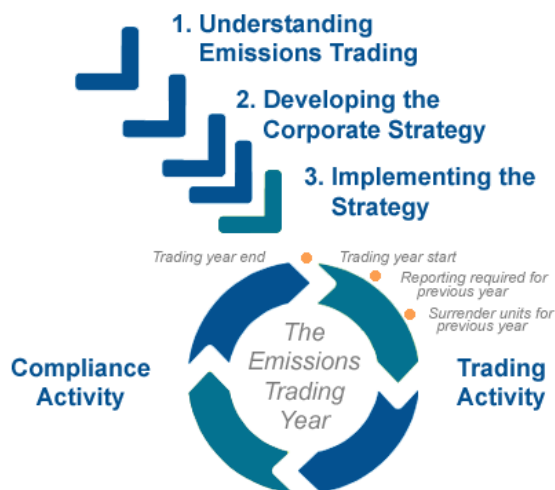 1. Understanding
Emissions Trading
2. Developing the
Corporate Strategy
3. Implementing the
Strategy
Trading year end
Trading year start
Reporting required for
previous year
Surrender units for
previous year
The
Emissions
Trading
Year
Compliance
Activity
Trading
Activity